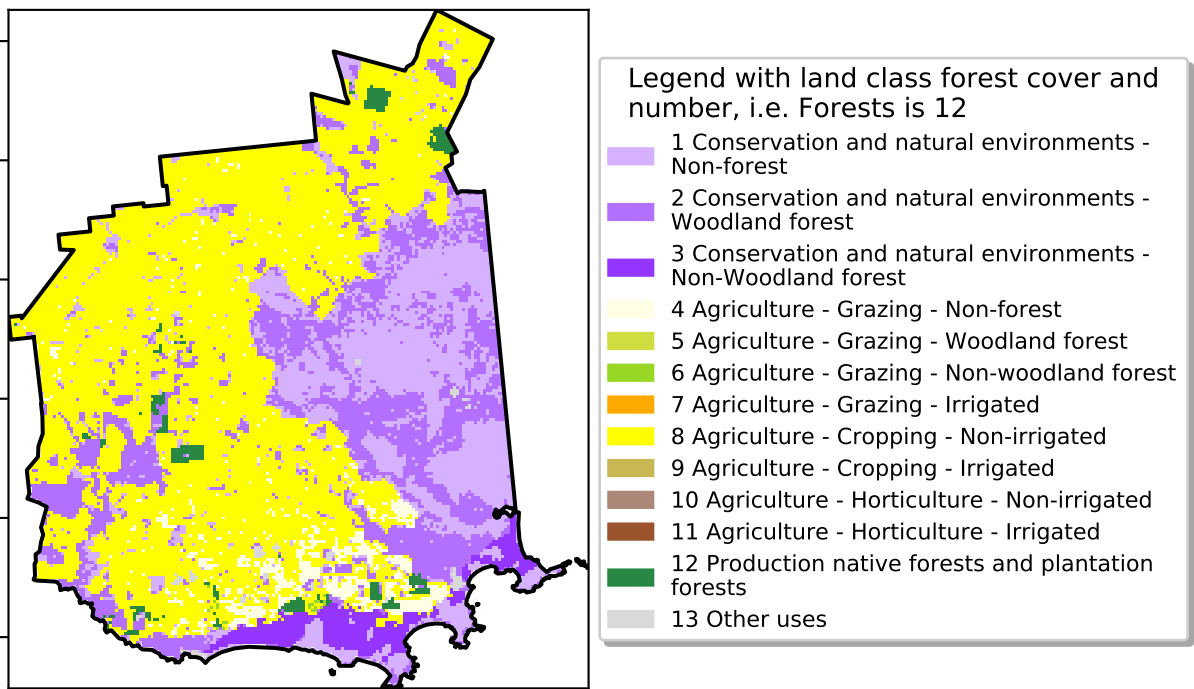 Legend with land class forest cover and
number, i.e. Forests is 12
1 Conservation and natural environments -
Non-forest
2 Conservation and natural environments -
Woodland forest
3 Conservation and natural environments -
Non-Woodland forest
4 Agriculture - Grazing - Non-forest
5 Agriculture - Grazing - Woodland forest
6 Agriculture - Grazing - Non-woodland forest
7 Agriculture - Grazing - Irrigated
8 Agriculture - Cropping - Non-irrigated
9 Agriculture - Cropping - Irrigated
10 Agriculture - Horticulture - Non-irrigated
11 Agriculture - Horticulture - Irrigated
12 Production native forests and plantation
forests
13 Other uses